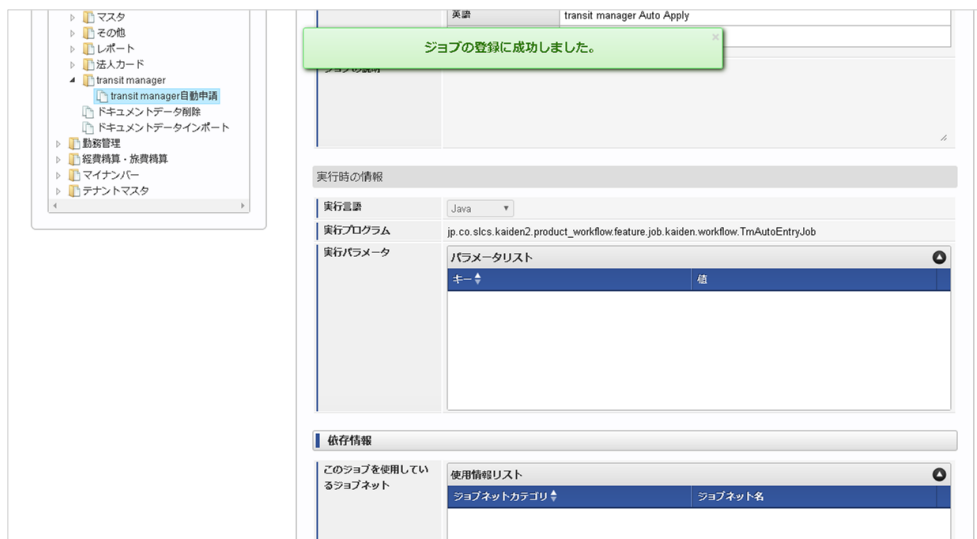 マスタ
その他
レポート
法人カード
transit manager
transit manager自動申請
ドキュメントデータ削除
ドキュメントデータインポート
勤務管理
経費精算・旅費精算
マイナンバー
テナントマスタ
英語
transit manager Auto Apply
ジョブの登録に成功しました。
ジョブの説明
実行時の情報
実行言語
Java
実行プログラム
jp.co.slcs.kaiden2.product_workflow.feature.job.kaiden.workflow.TmAutoEntryJob
実行パラメータ
パラメータリスト
キー
値
依存情報
このジョブを使用してい
るジョブネット
使用情報リスト
ジョブネットカテゴリ
ジョブネット名